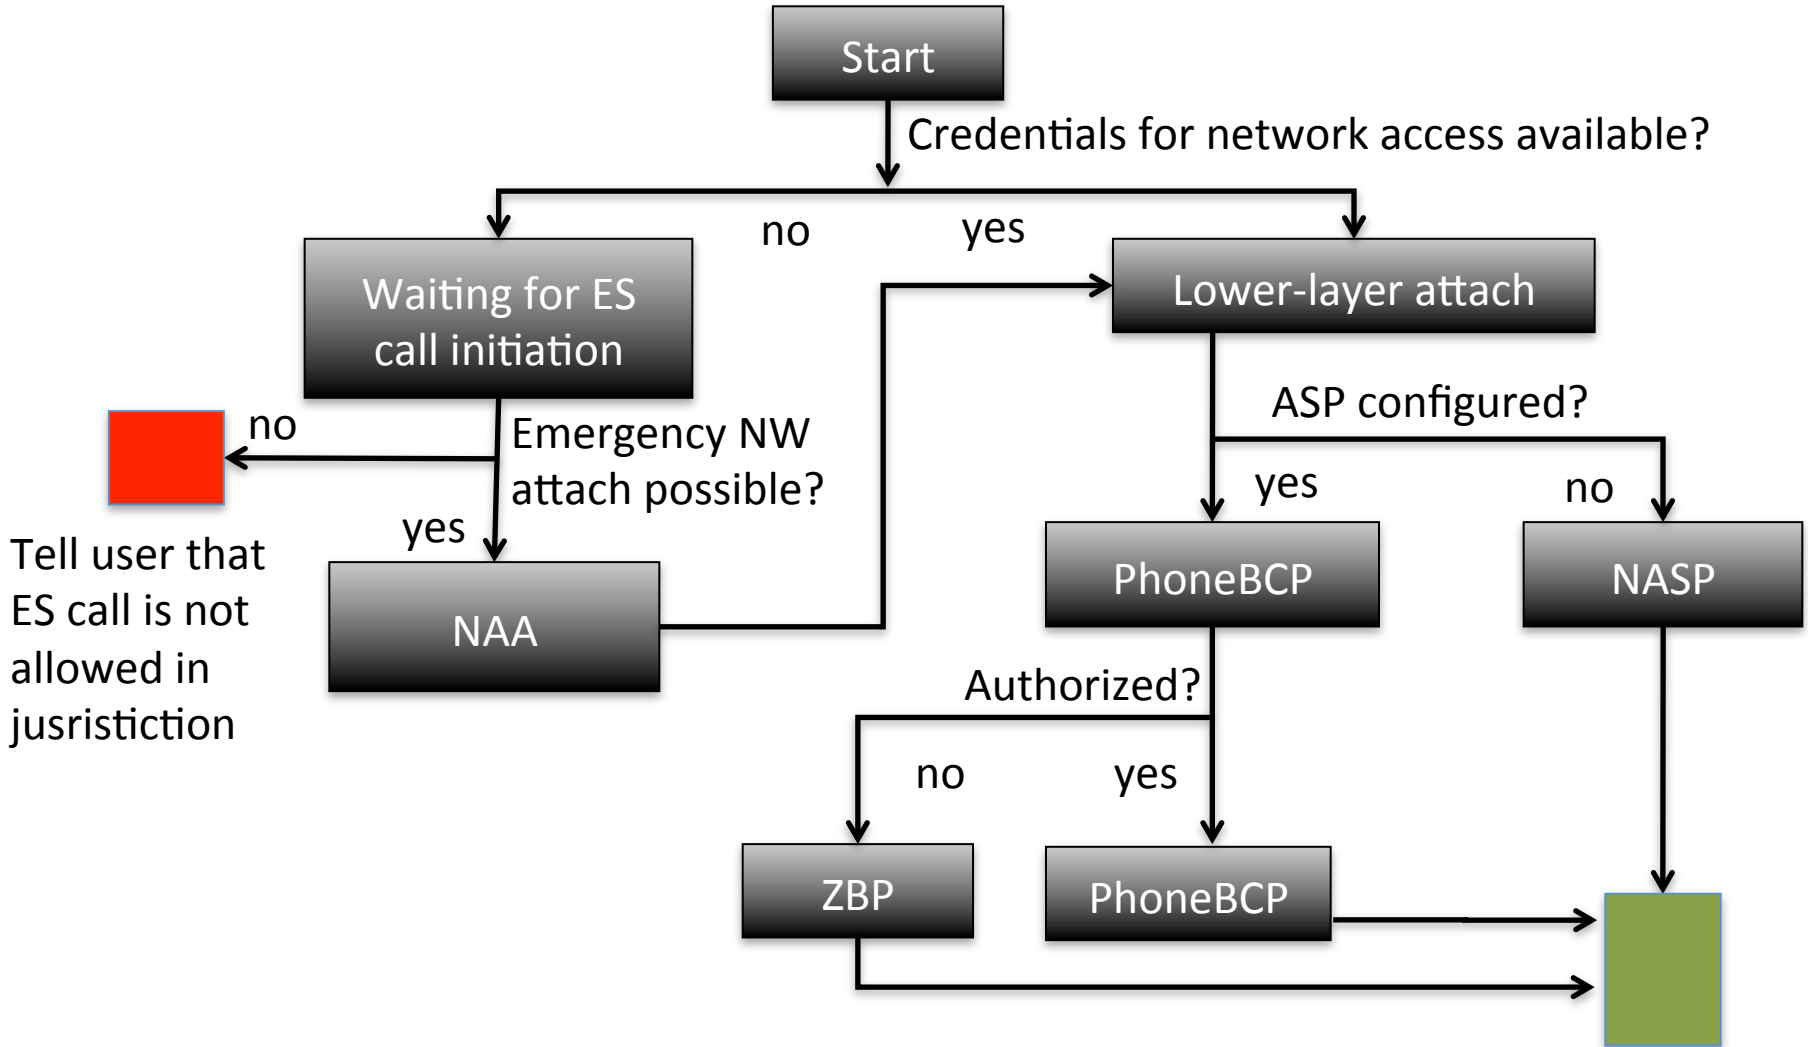 Start
Credentials for network access available?
no
yes
Waiting for ES
call initiation
Lower-layer attach
no
Emergency NW
attach possible?
yes
ASP configured?
yes
no
Tell user that
ES call is not
allowed in
jusristiction
NAA
PhoneBCP
NASP
Authorized?
no
yes
ZBP
PhoneBCP